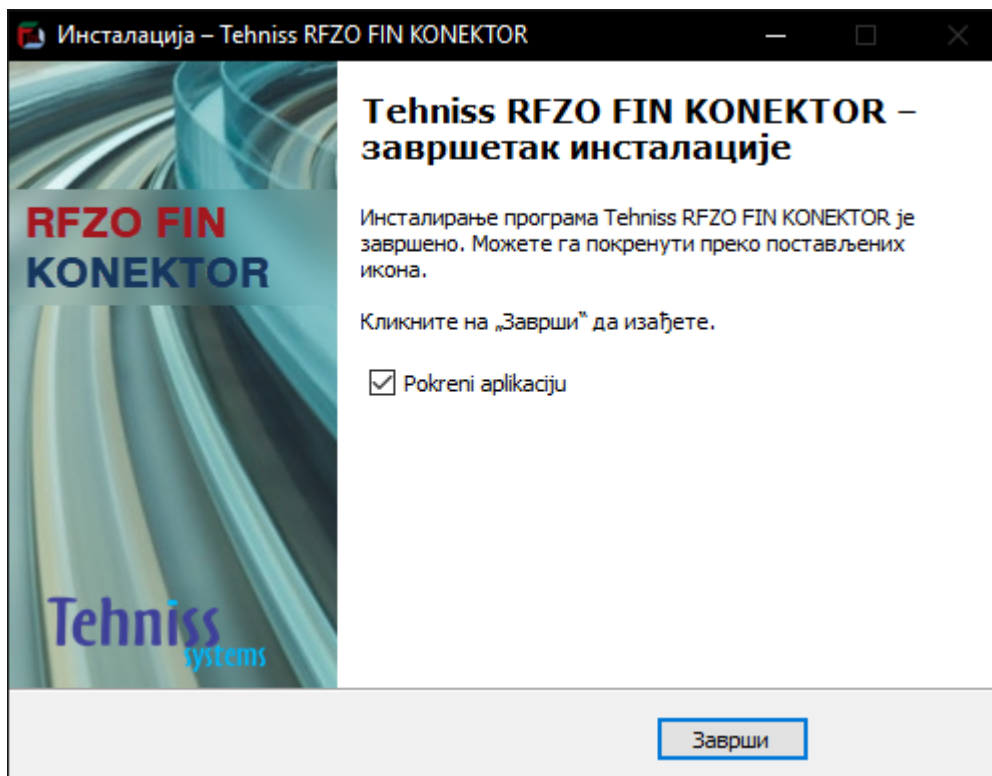 Инсталација – Tehniss RFZO FIN KONEKTOR
Tehniss RFZO FIN KONEKTOR –
завршетак инсталације
RFZO FIN
KONEKTOR
Инсталирање програма Tehniss RFZO FIN KONEKTOR је
завршено. Можете га покренути преко постављених
икона.
Кликните на „Заврши“ да изађете.
Pokreni aplikaciju
Tehniss
systems
Заврши